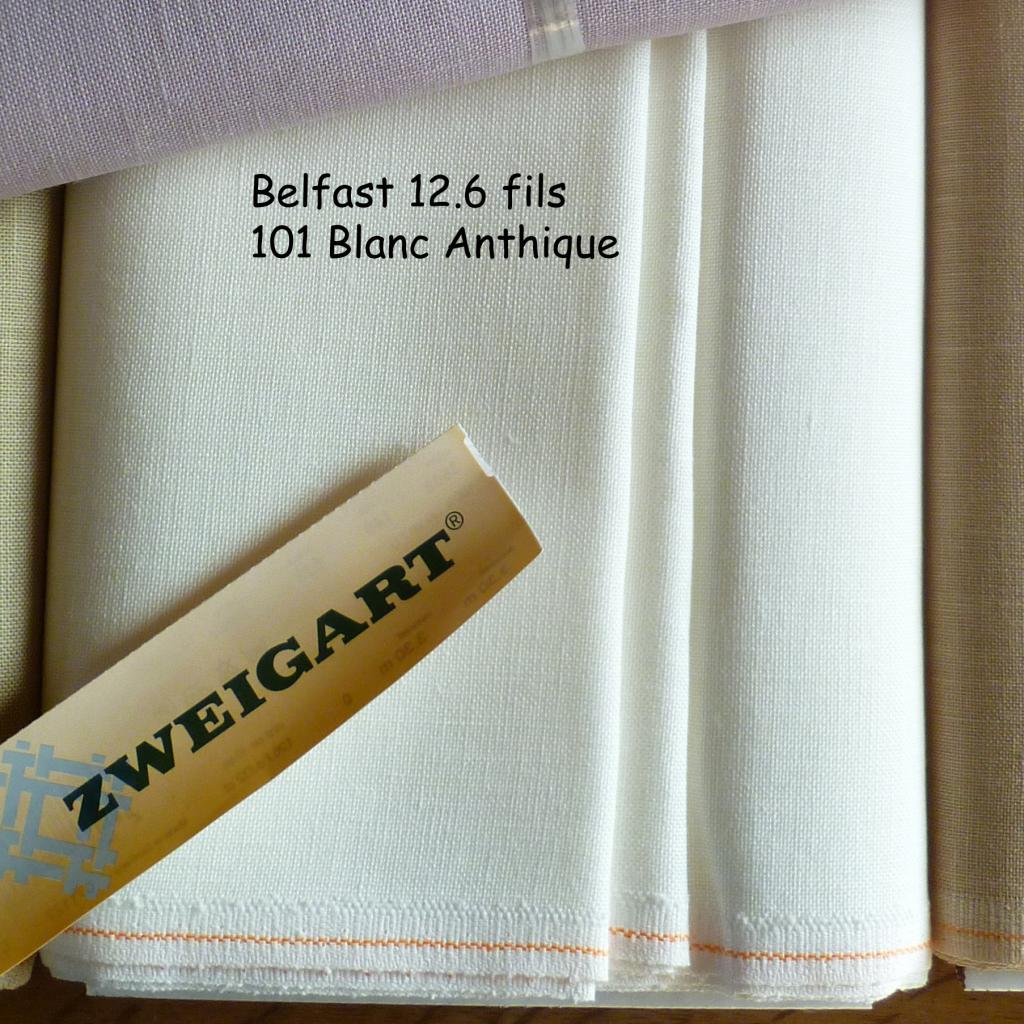 Belfast 12.6 fils
101 Blanc Anthique
ZWEIGART®